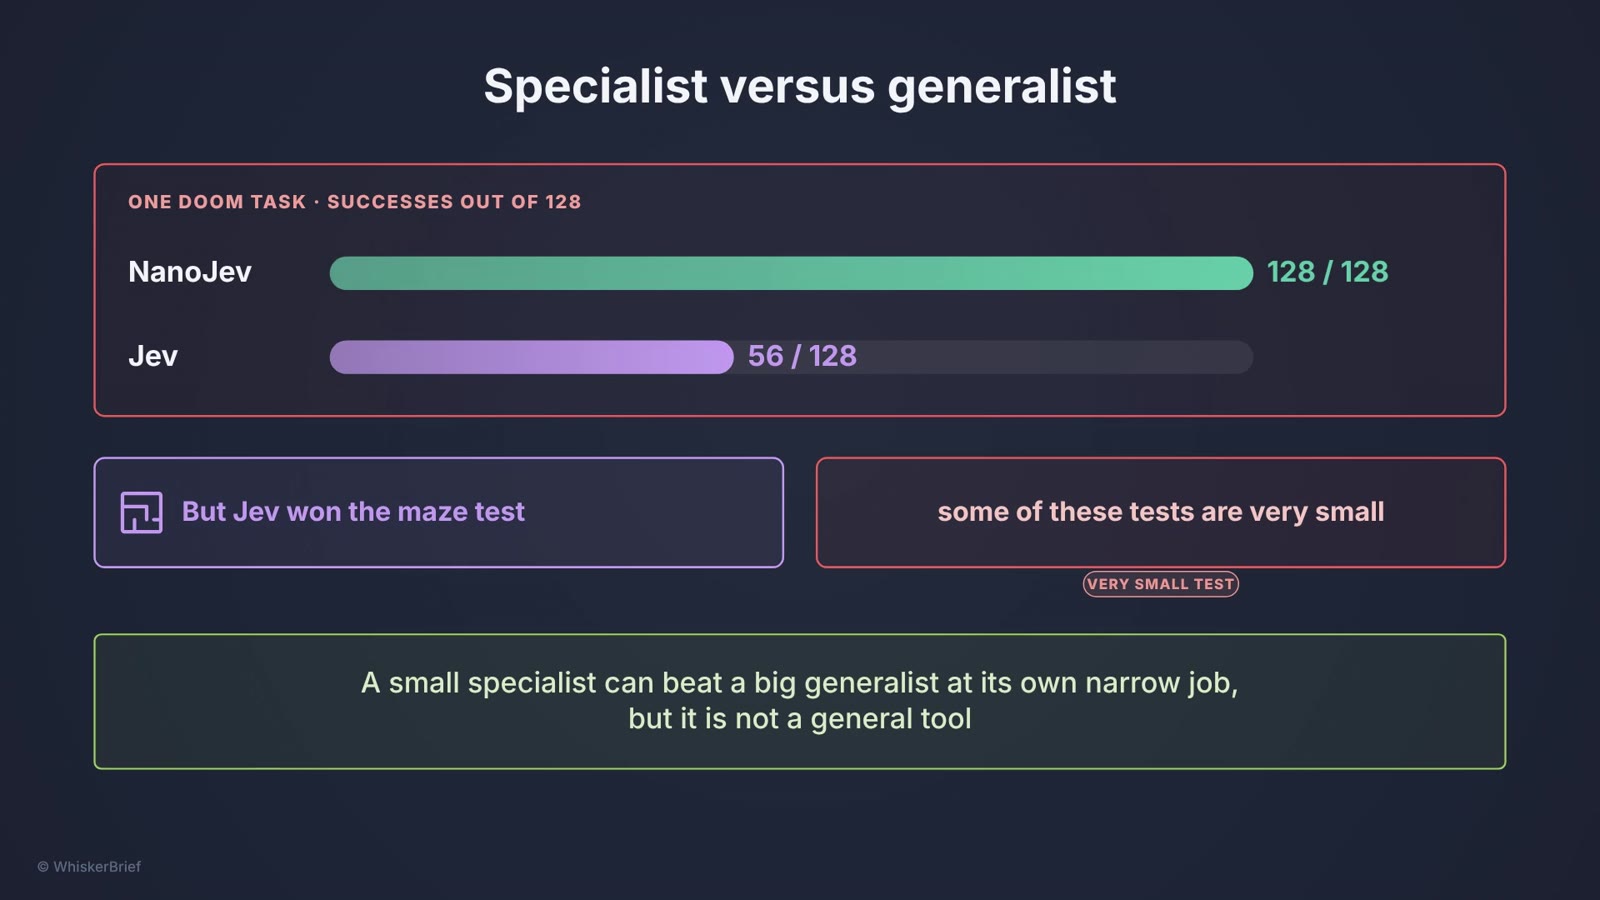 Specialist versus generalist
ONE DOOM TASK · SUCCESSES OUT OF 128
NanoJev
128 / 128
Jev
56 / 128
But Jev won the maze test
some of these tests are very small
VERY SMALL TEST
A small specialist can beat a big generalist at its own narrow job,
but it is not a general tool
© WhiskerBrief